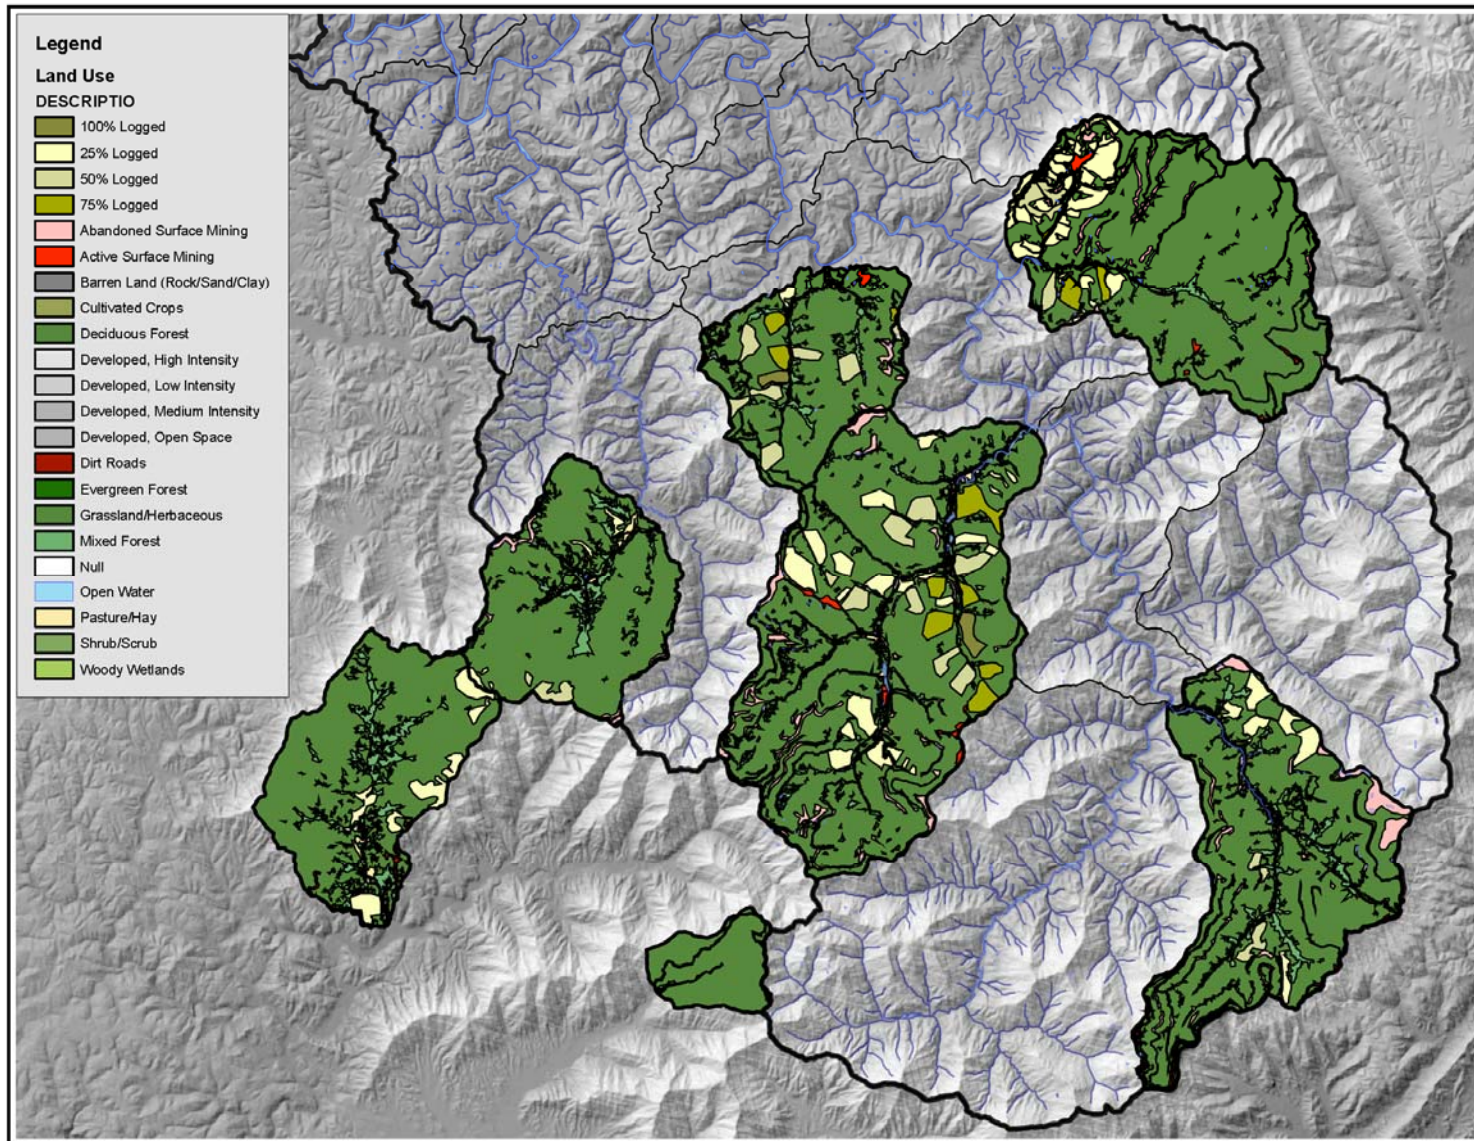 Legend
Land Use
DESCRIPTIO
100% Logged
25% Logged
50% Logged
75% Logged
Abandoned Surface Mining
Active Surface Mining
Barren Land (Rock/Sand/Clay)
Cultivated Crops
Deciduous Forest
Developed, High Intensity
Developed, Low Intensity
Developed, Medium Intensity
Developed, Open Space
Dirt Roads
Evergreen Forest
Grassland/Herbaceous
Mixed Forest
Null
Open Water
Pasture/Hay
Shrub/Scrub
Woody Wetlands